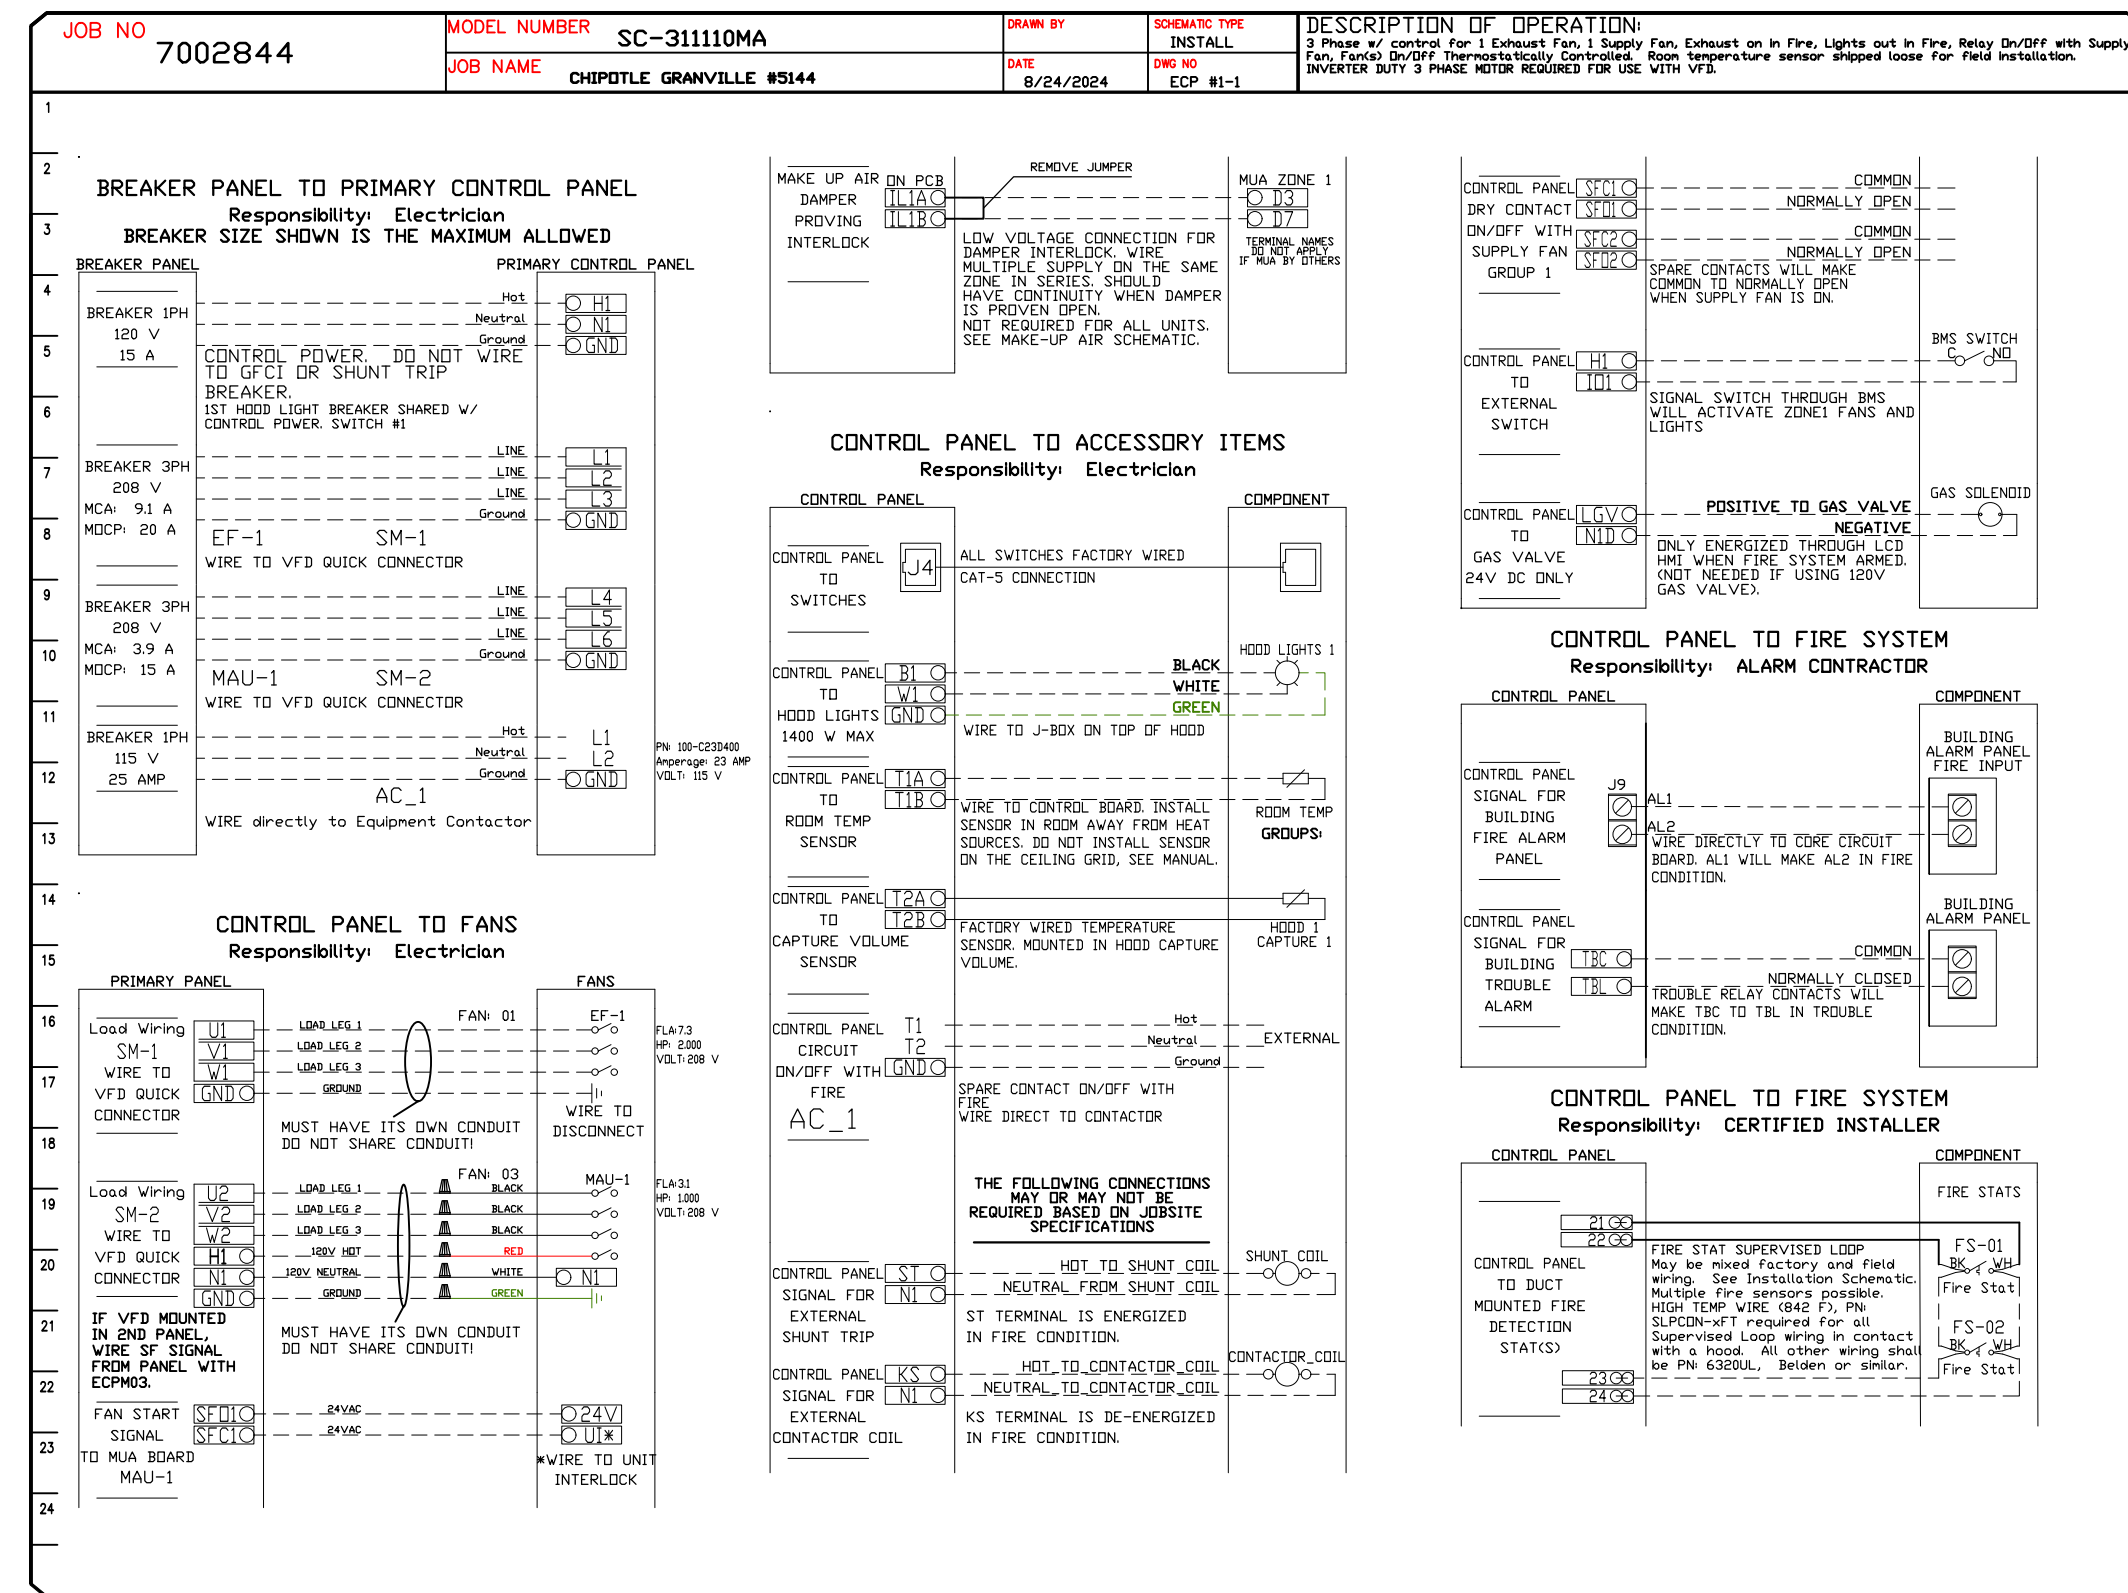 JOB NO
7002844
MODEL NUMBER
SC-311110MA
JOB NAME
CHIPOTLE GRANVILLE #5144
DRAWN BY
DATE
8/24/2024
SCHEMATIC TYPE
INSTALL
DWG NO
ECP #1-1
DESCRIPTION OF OPERATION:
3 Phase w/ control for 1 Exhaust Fan, 1 Supply Fan, Exhaust on in Fire, Lights out in Fire, Relay On/Off with Supply
Fan, Fan(s) On/Off Thermostatically Controlled. Room temperature sensor shipped loose for field installation.
INVERTER DUTY 3 PHASE MOTOR REQUIRED FOR USE WITH VFD.
1
2
3
4
5
6
7
8
9
10
11
12
13
14
15
16
17
18
19
20
21
22
23
24
BREAKER PANEL TO PRIMARY CONTROL PANEL
Responsibility: Electrician
BREAKER SIZE SHOWN IS THE MAXIMUM ALLOWED
BREAKER PANEL
PRIMARY CONTROL PANEL
BREAKER 1PH
120 V
15 A
Hot
H1
Neutral
N1
Ground
GND
CONTROL POWER. DO NOT WIRE
TO GFCI OR SHUNT TRIP
BREAKER.
1ST HOOD LIGHT BREAKER SHARED W/
CONTROL POWER. SWITCH #1
BREAKER 3PH
208 V
MCA: 9.1 A
MOCP: 20 A
LINE
L1
LINE
L2
LINE
L3
Ground
GND
EF-1
SM-1
WIRE TO VFD QUICK CONNECTOR
BREAKER 3PH
208 V
MCA: 3.9 A
MOCP: 15 A
LINE
L4
LINE
L5
LINE
L6
Ground
GND
MAU-1
SM-2
WIRE TO VFD QUICK CONNECTOR
BREAKER 1PH
115 V
25 AMP
Hot
L1
Neutral
L2
Ground
GND
PN: 100-C23D400
Amperage: 23 AMP
VOLT: 115 V
AC_1
WIRE directly to Equipment Contactor
CONTROL PANEL TO FANS
Responsibility: Electrician
PRIMARY PANEL
FANS
Load Wiring
SM-1
WIRE TO
VFD QUICK
CONNECTOR
U1
V1
W1
GND
LOAD LEG 1
LOAD LEG 2
LOAD LEG 3
GROUND
FAN: 01
EF-1
FLA:7.3
HP: 2.000
VOLT: 208 V
WIRE TO
DISCONNECT
MUST HAVE ITS OWN CONDUIT
DO NOT SHARE CONDUIT!
Load Wiring
SM-2
WIRE TO
VFD QUICK
CONNECTOR
U2
V2
W2
H1
N1
GND
LOAD LEG 1
LOAD LEG 2
LOAD LEG 3
120V HOT
120V NEUTRAL
GROUND
FAN: 03
BLACK
BLACK
BLACK
RED
WHITE
GREEN
MAU-1
N1
FLA:3.1
HP: 1.000
VOLT: 208 V
IF VFD MOUNTED
IN 2ND PANEL,
WIRE SF SIGNAL
FROM PANEL WITH
ECPM03.
MUST HAVE ITS OWN CONDUIT
DO NOT SHARE CONDUIT!
FAN START
SIGNAL
TO MUA BOARD
MAU-1
SF01
SFC1
24VAC
24VAC
24V
UI*
*WIRE TO UNIT
INTERLOCK
MAKE UP AIR
DAMPER
PROVING
INTERLOCK
ON PCB
IL1A
IL1B
REMOVE JUMPER
MUA ZONE 1
D3
D7
TERMINAL NAMES
DO NOT APPLY
IF MUA BY OTHERS
LOW VOLTAGE CONNECTION FOR
DAMPER INTERLOCK. WIRE
MULTIPLE SUPPLY ON THE SAME
ZONE IN SERIES. SHOULD
HAVE CONTINUITY WHEN DAMPER
IS PROVEN OPEN.
NOT REQUIRED FOR ALL UNITS.
SEE MAKE-UP AIR SCHEMATIC.
CONTROL PANEL TO ACCESSORY ITEMS
Responsibility: Electrician
CONTROL PANEL
COMPONENT
CONTROL PANEL
TO
SWITCHES
J4
ALL SWITCHES FACTORY WIRED
CAT-5 CONNECTION
CONTROL PANEL
TO
HOOD LIGHTS
1400 W MAX
B1
W1
GND
BLACK
WHITE
GREEN
HOOD LIGHTS 1
WIRE TO J-BOX ON TOP OF HOOD
CONTROL PANEL
TO
ROOM TEMP
SENSOR
T1A
T1B
WIRE TO CONTROL BOARD. INSTALL
SENSOR IN ROOM AWAY FROM HEAT
SOURCES. DO NOT INSTALL SENSOR
ON THE CEILING GRID, SEE MANUAL.
ROOM TEMP
GROUPS:
CONTROL PANEL
TO
CAPTURE VOLUME
SENSOR
T2A
T2B
FACTORY WIRED TEMPERATURE
SENSOR. MOUNTED IN HOOD CAPTURE
VOLUME.
HOOD 1
CAPTURE 1
CONTROL PANEL
CIRCUIT
ON/OFF WITH
FIRE
AC_1
T1
T2
GND
Hot
Neutral
Ground
EXTERNAL
SPARE CONTACT ON/OFF WITH
FIRE
WIRE DIRECT TO CONTACTOR
THE FOLLOWING CONNECTIONS
MAY OR MAY NOT BE
REQUIRED BASED ON JOBSITE
SPECIFICATIONS
CONTROL PANEL
SIGNAL FOR
EXTERNAL
SHUNT TRIP
ST
N1
HOT TO SHUNT COIL
NEUTRAL FROM SHUNT COIL
SHUNT COIL
ST TERMINAL IS ENERGIZED
IN FIRE CONDITION.
CONTROL PANEL
SIGNAL FOR
EXTERNAL
CONTACTOR COIL
KS
N1
HOT TO CONTACTOR COIL
NEUTRAL TO CONTACTOR COIL
CONTACTOR COIL
KS TERMINAL IS DE-ENERGIZED
IN FIRE CONDITION.
CONTROL PANEL
DRY CONTACT
ON/OFF WITH
SUPPLY FAN
GROUP 1
SFC1
SF01
SFC2
SF02
COMMON
NORMALLY OPEN
COMMON
NORMALLY OPEN
SPARE CONTACTS WILL MAKE
COMMON TO NORMALLY OPEN
WHEN SUPPLY FAN IS ON.
CONTROL PANEL
TO
EXTERNAL
SWITCH
H1
IO1
BMS SWITCH
C
NO
SIGNAL SWITCH THROUGH BMS
WILL ACTIVATE ZONE1 FANS AND
LIGHTS
CONTROL PANEL
TO
GAS VALVE
24V DC ONLY
LGV
N1D
POSITIVE TO GAS VALVE
NEGATIVE
GAS SOLENOID
ONLY ENERGIZED THROUGH LCD
HMI WHEN FIRE SYSTEM ARMED.
(NOT NEEDED IF USING 120V
GAS VALVE).
CONTROL PANEL TO FIRE SYSTEM
Responsibility: ALARM CONTRACTOR
CONTROL PANEL
COMPONENT
CONTROL PANEL
SIGNAL FOR
BUILDING
FIRE ALARM
PANEL
J9
AL1
AL2
BUILDING
ALARM PANEL
FIRE INPUT
WIRE DIRECTLY TO CORE CIRCUIT
BOARD. AL1 WILL MAKE AL2 IN FIRE
CONDITION.
CONTROL PANEL
SIGNAL FOR
BUILDING
TROUBLE
ALARM
TBC
TBL
COMMON
NORMALLY CLOSED
BUILDING
ALARM PANEL
TROUBLE RELAY CONTACTS WILL
MAKE TBC TO TBL IN TROUBLE
CONDITION.
CONTROL PANEL TO FIRE SYSTEM
Responsibility: CERTIFIED INSTALLER
CONTROL PANEL
COMPONENT
FIRE STATS
CONTROL PANEL
TO DUCT
MOUNTED FIRE
DETECTION
STAT(S)
21
22
23
24
FIRE STAT SUPERVISED LOOP
May be mixed factory and field
wiring. See Installation Schematic.
Multiple fire sensors possible.
HIGH TEMP WIRE (842 F), PN:
SLPCON-xFT required for all
Supervised Loop wiring in contact
with a hood. All other wiring shall
be PN: 6320UL, Belden or similar.
FS-01
BK
WH
Fire Stat
FS-02
BK
WH
Fire Stat